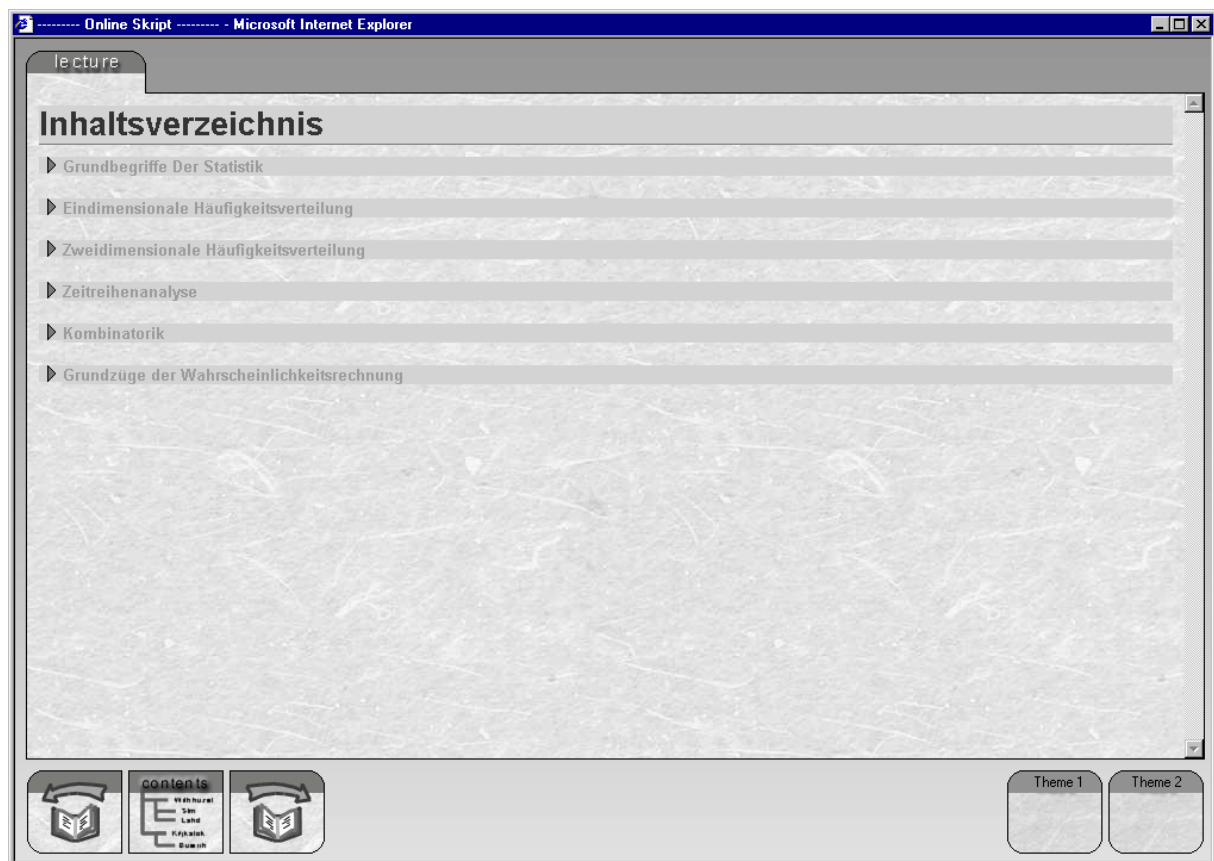 --------- Online Skript --------- - Microsoft Internet Explorer
lecture
Inhaltsverzeichnis
Grundbegriffe Der Statistik
Eindimensionale Häufigkeitsverteilung
Zweidimensionale Häufigkeitsverteilung
Zeitreihenanalyse
Kombinatorik
Grundzüge der Wahrscheinlichkeitsrechnung
contents
Land
Theme 1
Theme 2